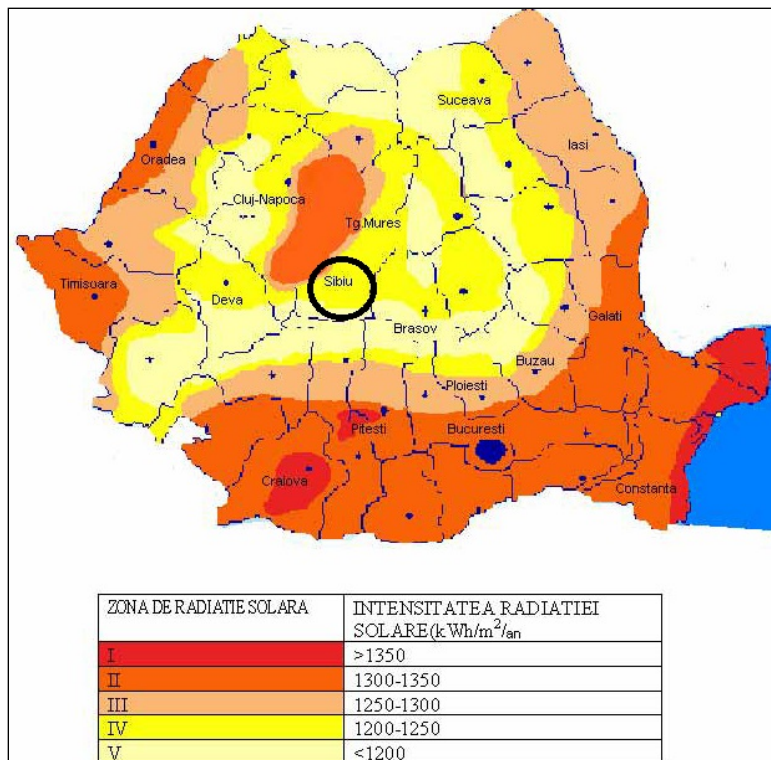 Suceava
Iasi
Oradea
Cluj-Napoca
Tg.Mures
Timisoara
Deva
Sibiu
Galati
Brasov
Buzau
Ploiesti
Pitesti
Bucuresti
Craiova
Constanta
ZONA DE RADIATIE SOLARA
INTENSITATEA RADIATIEI
SOLARE(kWh/m²/an
I
>1350
II
1300-1350
III
1250-1300
IV
1200-1250
V
<1200